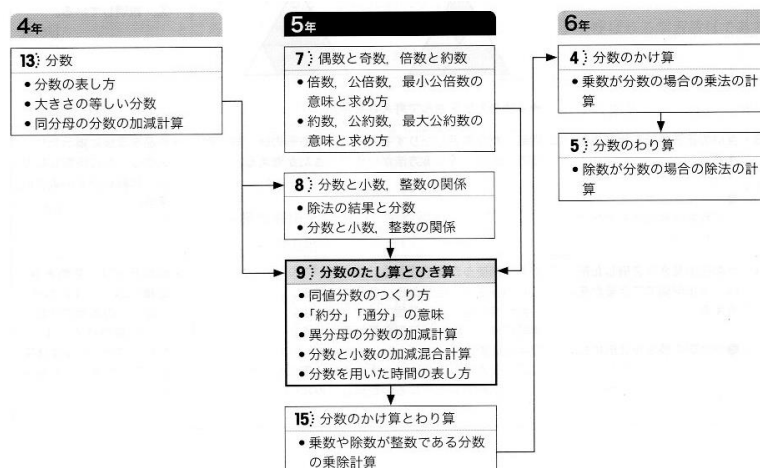 4年
13 分数
• 分数の表し方
• 大きさの等しい分数
• 同分母の分数の加減計算
5年
7 偶数と奇数，倍数と約数
• 倍数，公倍数，最小公倍数の
意味と求め方
• 約数，公約数，最大公約数の
意味と求め方
8 分数と小数，整数の関係
• 除法の結果と分数
• 分数と小数，整数の関係
9 分数のたし算とひき算
• 同値分数のつくり方
• 「約分」「通分」の意味
• 異分母の分数の加減計算
• 分数と小数の加減混合計算
• 分数を用いた時間の表し方
15 分数のかけ算とわり算
• 乗数や除数が整数である分数
の乗除計算
6年
4 分数のかけ算
• 乗数が分数の場合の乗法の計
算
5 分数のわり算
• 除数が分数の場合の除法の計
算